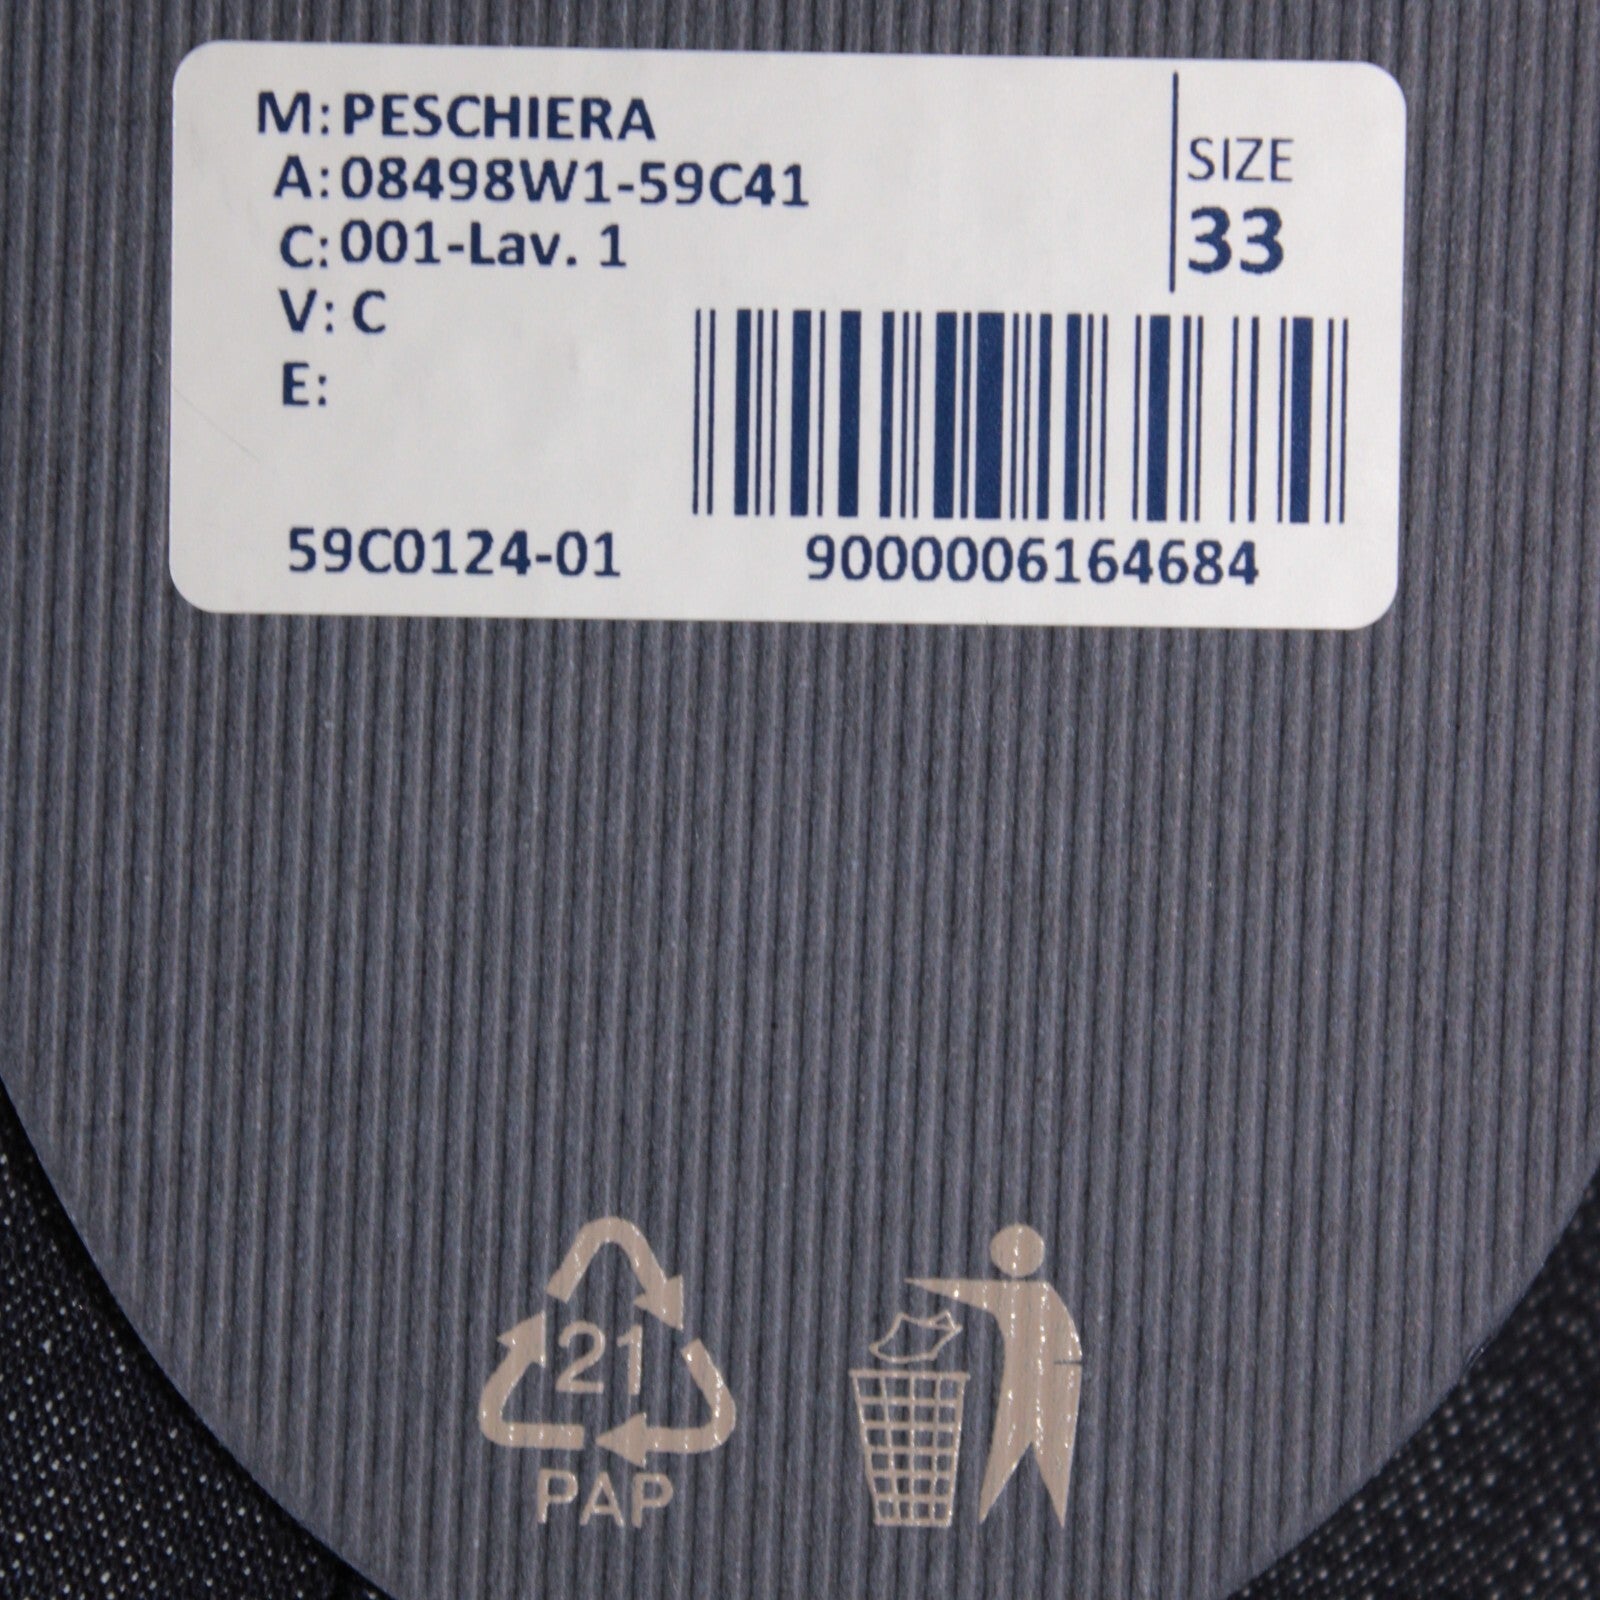 M: PESCHIERA
A: 08498W1-59C41
C: 001-Lav. 1
V: C
E:
SIZE
33
59C0124-01
9000006164684
21
PAP